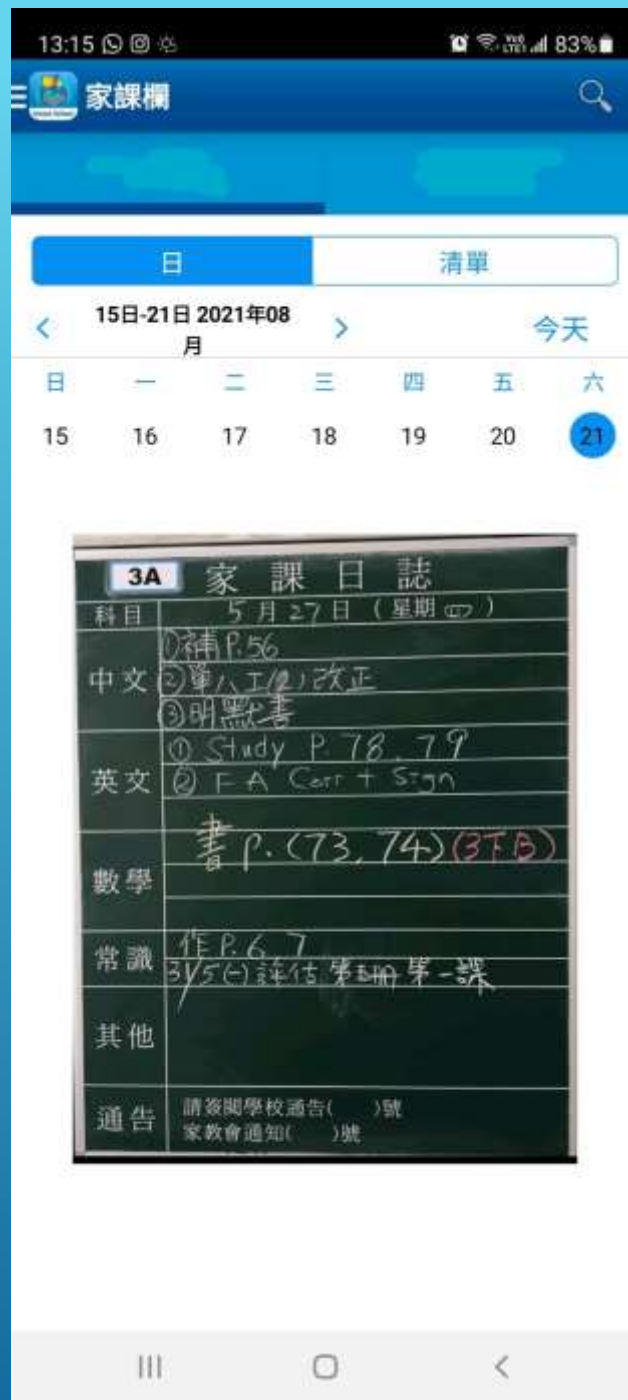 13:15 83%
家課欄
日 清單
15日-21日 2021年08月
今天
日 一 二 三 四 五 六
15 16 17 18 19 20 21
3A 家課日誌
科目 5月27日(星期四)
中文
①補P.56
②單八工(2)改正
③明默書
英文
① Study P.78、79
② FA Corr + Sign
數學
書P.(73,74)(3下B)
常識
作P.6、7
31/5(一)評估 第一課
其他
通告
請簽閱學校通告( )號
家教會通知( )號